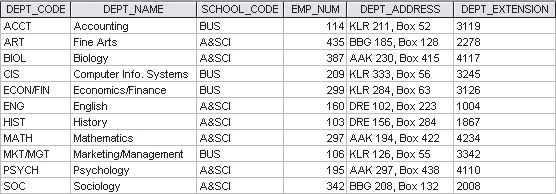 DEPT_CODE DEPT_NAME SCHOOL_CODE EMP_NUM DEPT_ADDRESS DEPT_EXTENSION
ACCT Accounting BUS 114 KLR 211, Box 52 3119
ART Fine Arts A&SCI 435 BBG 185, Box 128 2278
BIOL Biology A&SCI 387 AAK 230, Box 415 4117
CIS Computer Info. Systems BUS 209 KLR 333, Box 56 3245
ECON/FIN Economics/Finance BUS 299 KLR 284, Box 63 3126
ENG English A&SCI 160 DRE 102, Box 223 1004
HIST History A&SCI 103 DRE 156, Box 284 1867
MATH Mathematics A&SCI 297 AAK 194, Box 422 4234
MKT/MGT Marketing/Management BUS 106 KLR 126, Box 55 3342
PSYCH Psychology A&SCI 195 AAK 297, Box 438 4110
SOC Sociology A&SCI 342 BBG 208, Box 132 2008